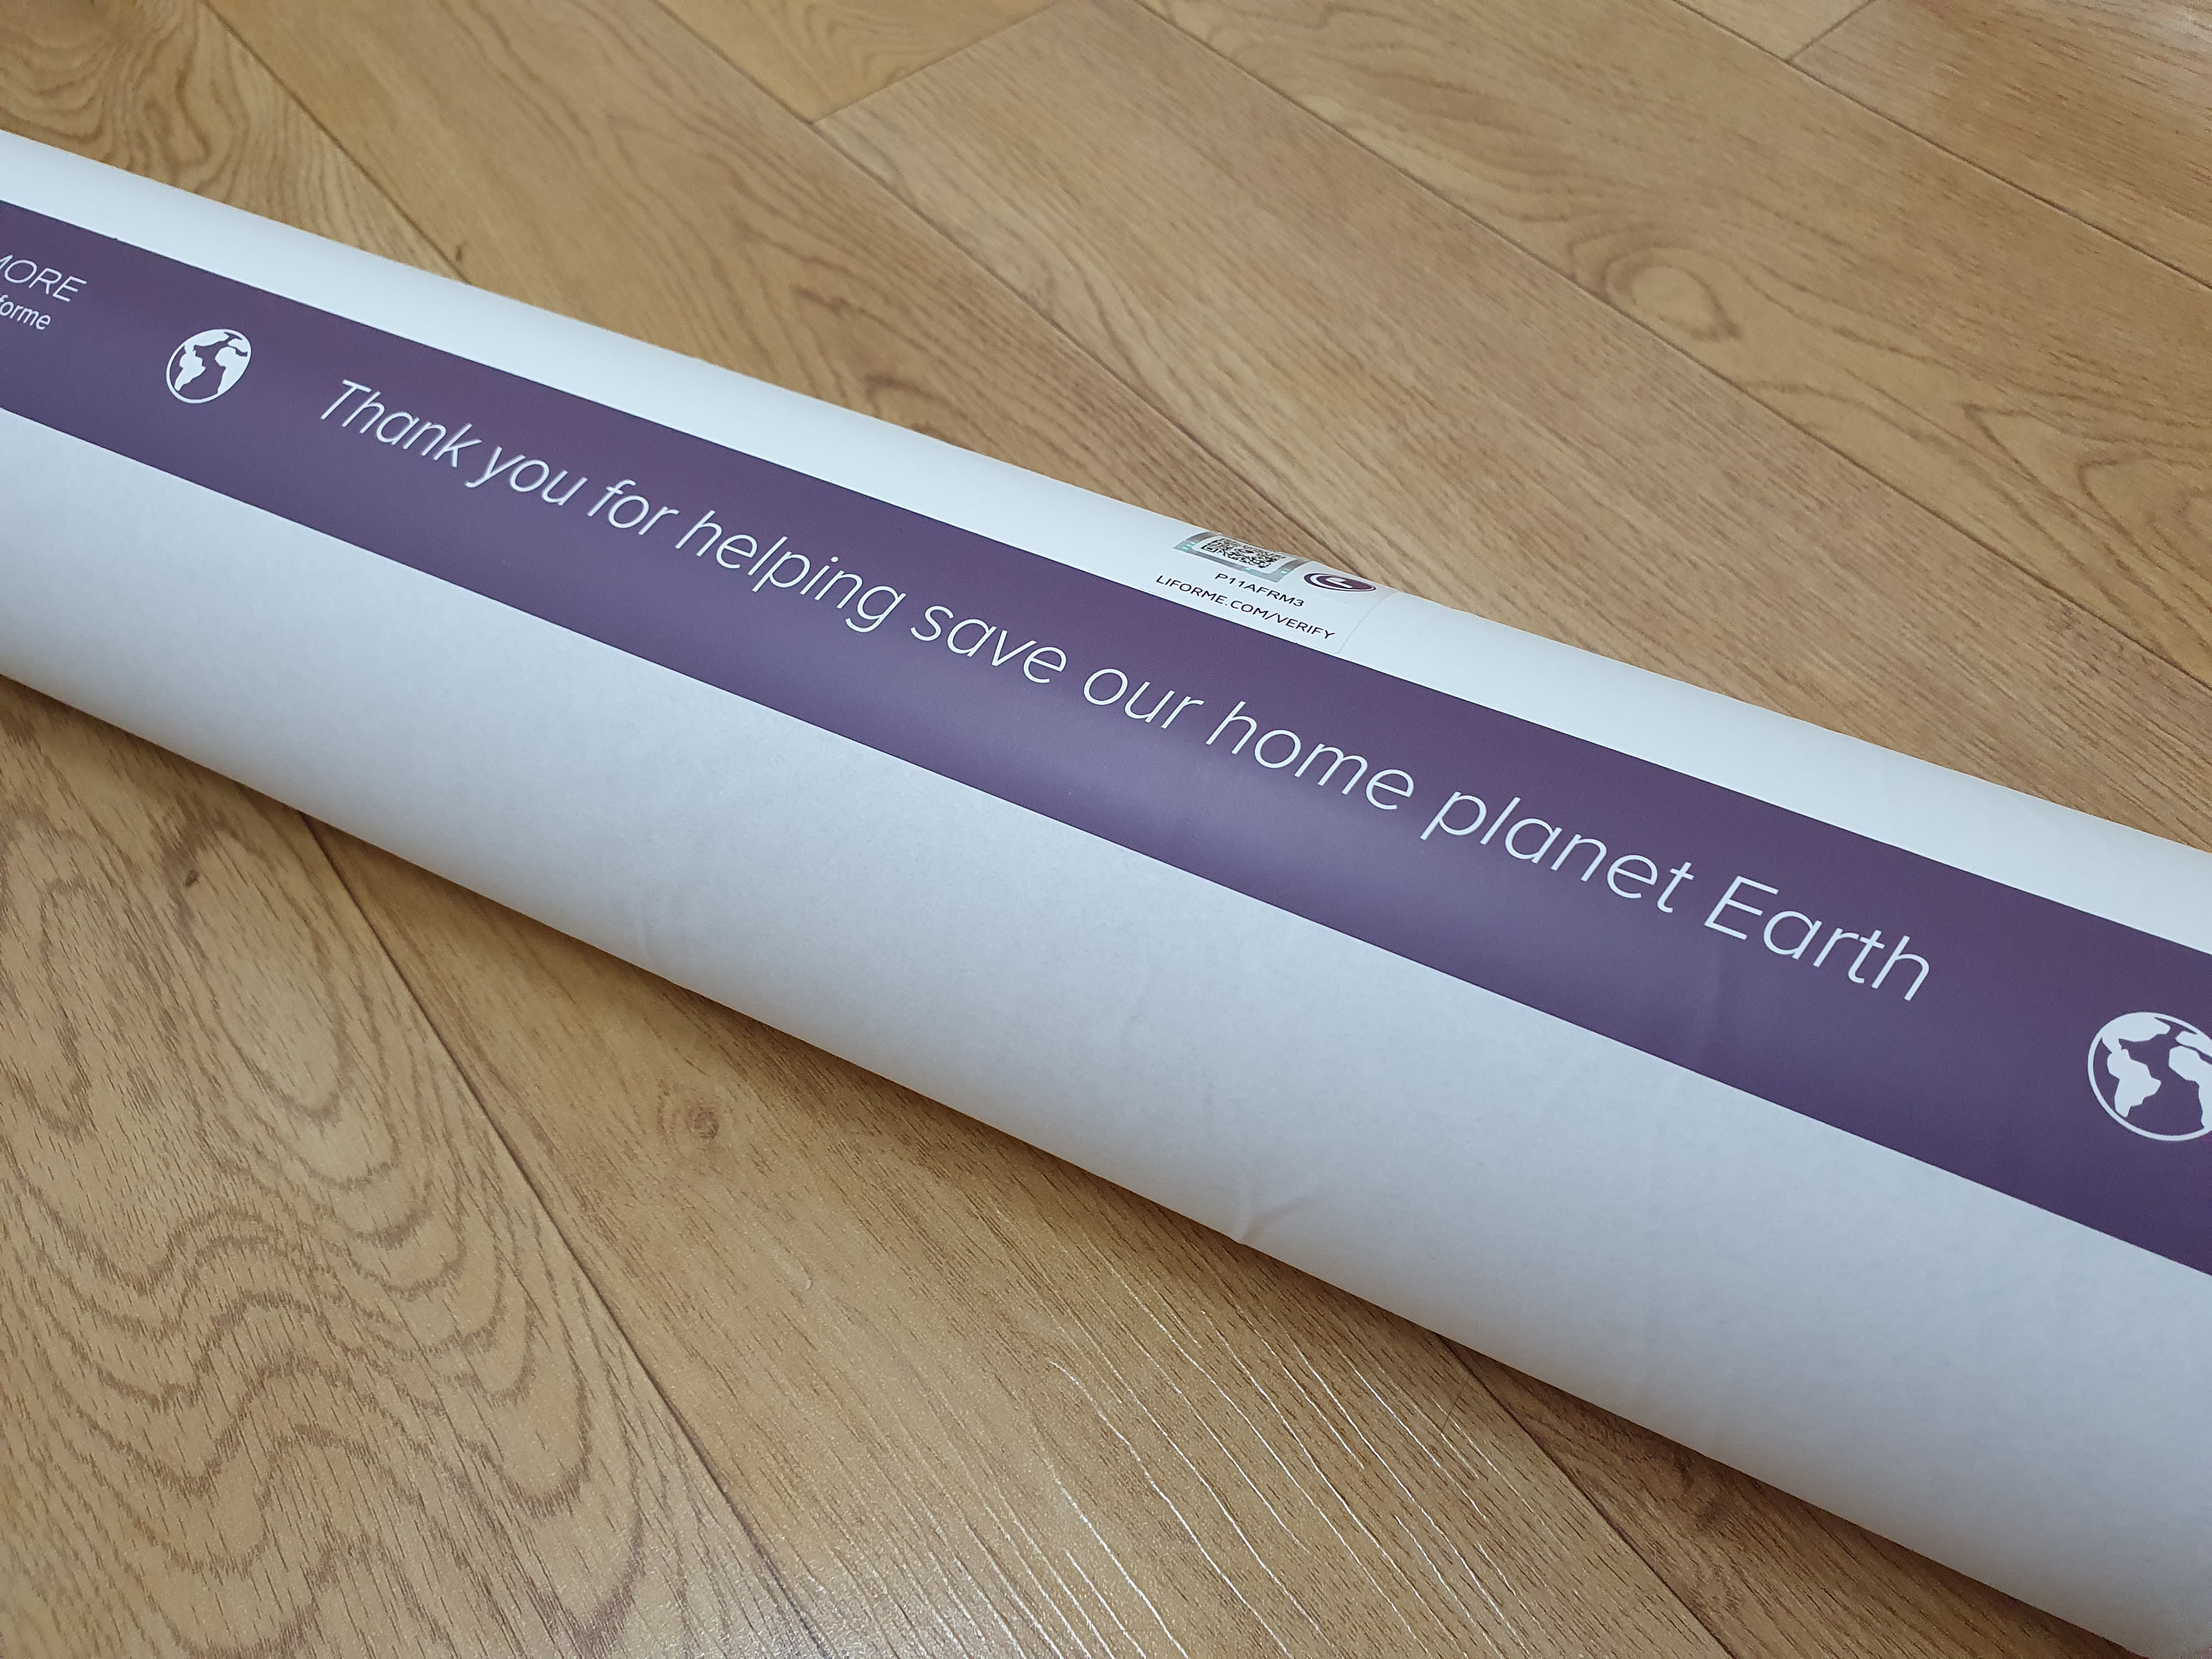 MORE
forme
Thank you for helping save our home planet Earth
P11AFRM3
LIFORME.COM/VERIFY